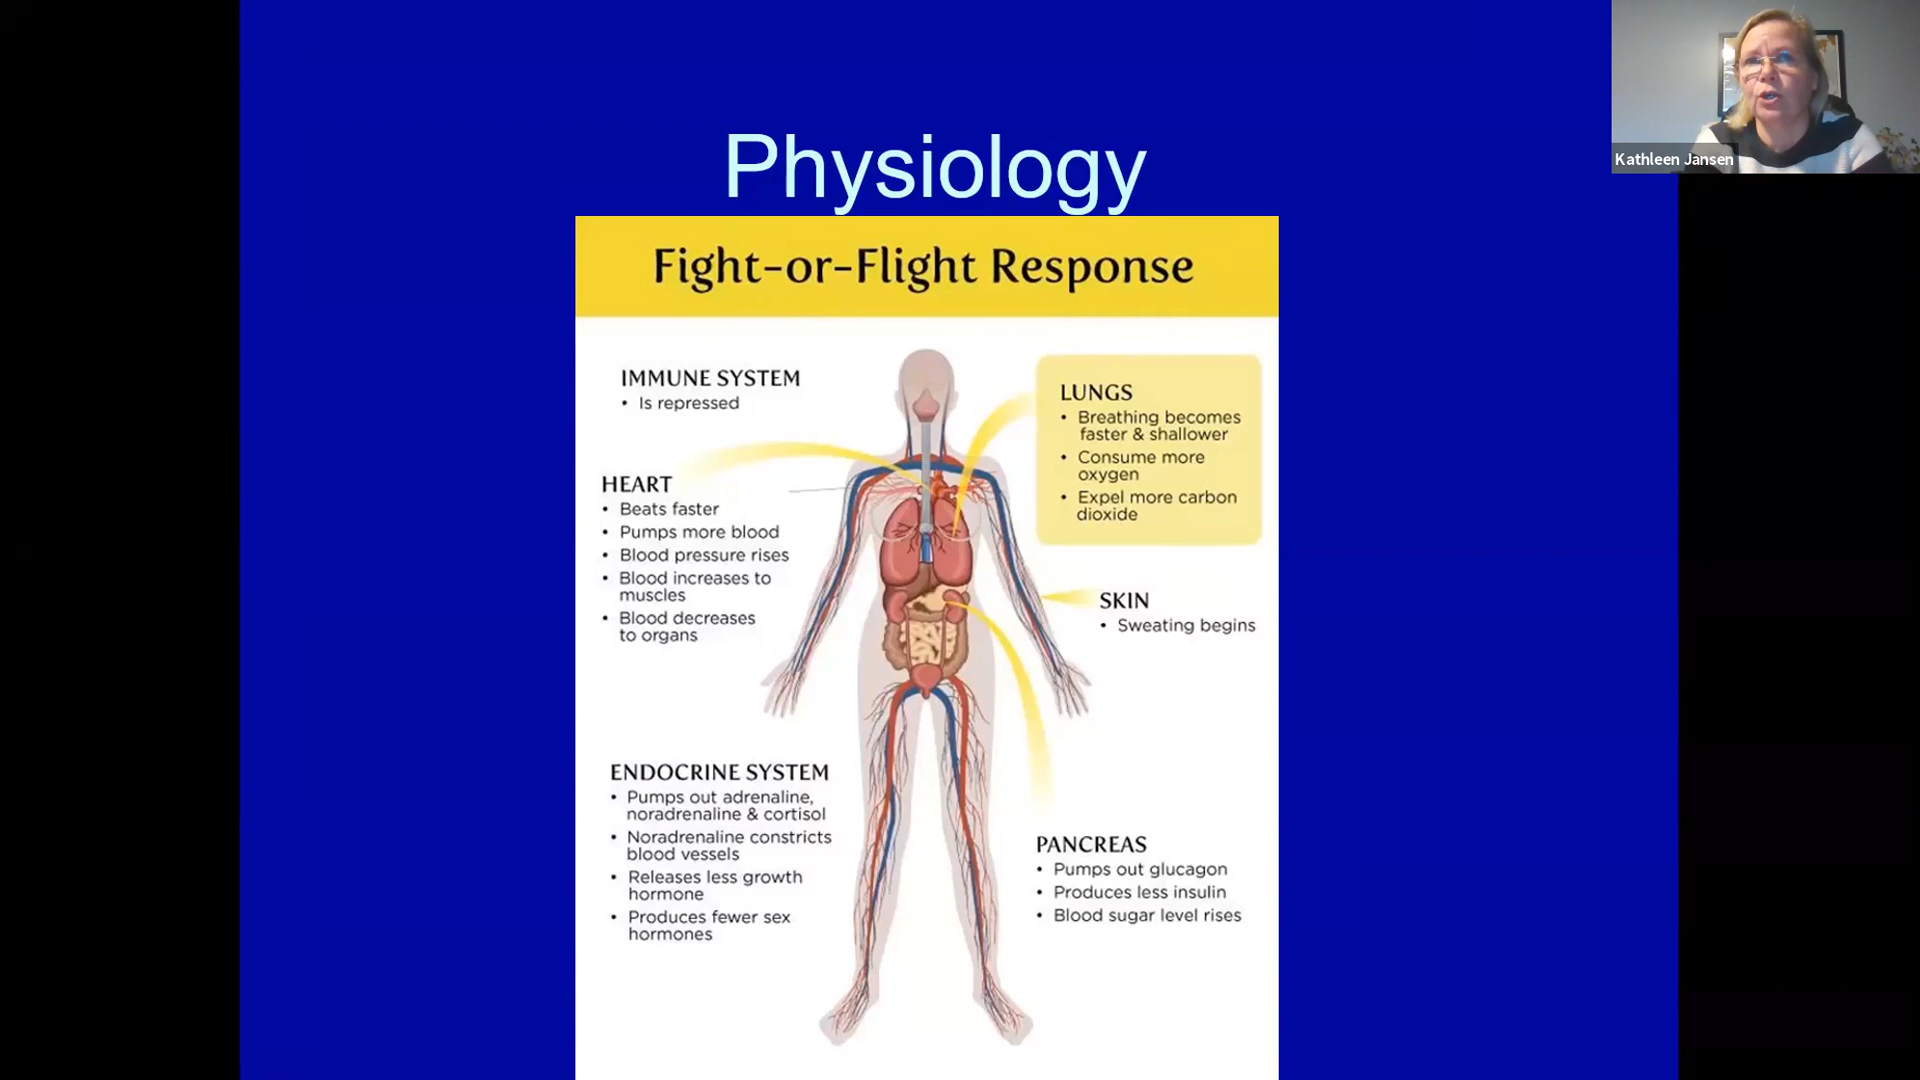 Physiology
Kathleen Jansen
Fight-or-Flight Response
IMMUNE SYSTEM
• Is repressed
HEART
• Beats faster
• Pumps more blood
• Blood pressure rises
• Blood increases to
muscles
• Blood decreases
to organs
ENDOCRINE SYSTEM
• Pumps out adrenaline,
noradrenaline & cortisol
• Noradrenaline constricts
blood vessels
• Releases less growth
hormone
• Produces fewer sex
hormones
LUNGS
• Breathing becomes
faster & shallower
• Consume more
oxygen
• Expel more carbon
dioxide
SKIN
• Sweating begins
PANCREAS
• Pumps out glucagon
• Produces less insulin
• Blood sugar level rises